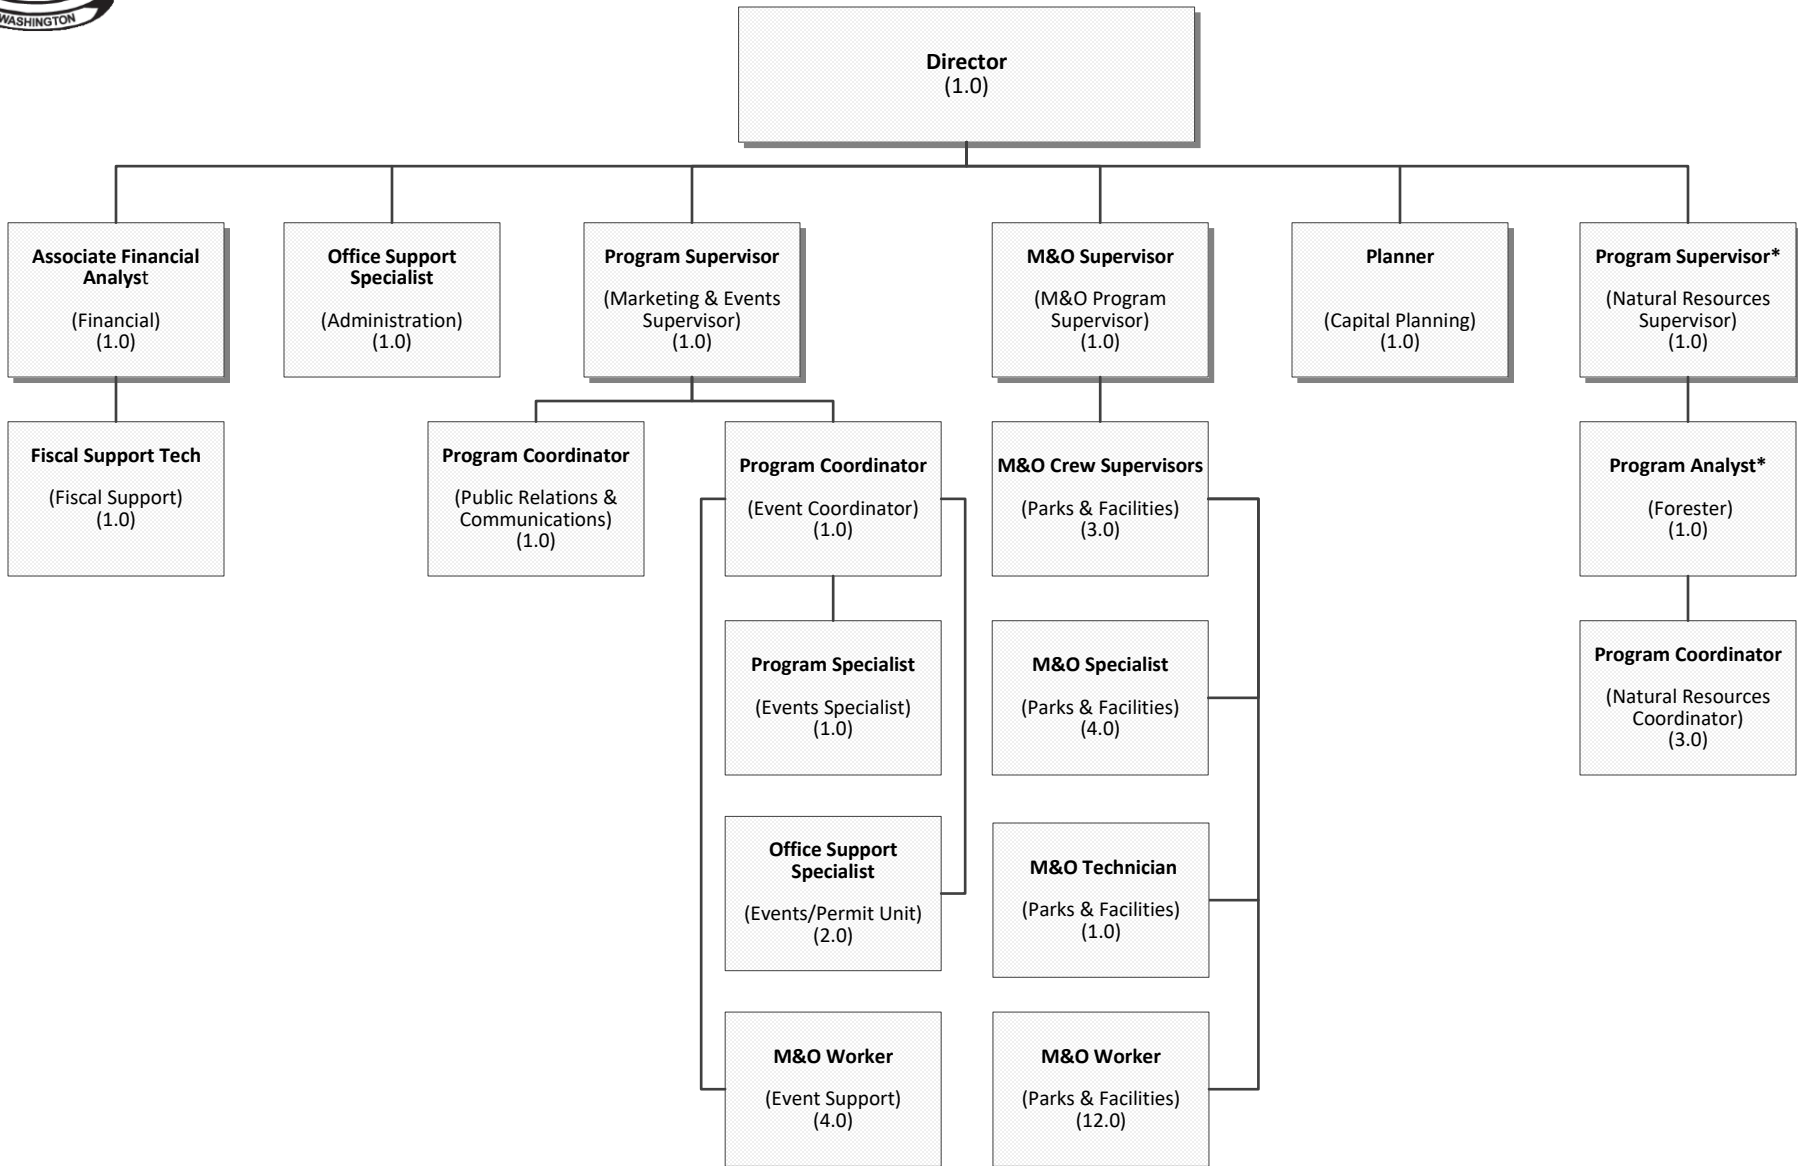 WASHINGTON
Director
(1.0)
Associate Financial
Analyst
(Financial)
(1.0)
Office Support
Specialist
(Administration)
(1.0)
Program Supervisor
(Marketing & Events
Supervisor)
(1.0)
M&O Supervisor
(M&O Program
Supervisor)
(1.0)
Planner
(Capital Planning)
(1.0)
Program Supervisor*
(Natural Resources
Supervisor)
(1.0)
Fiscal Support Tech
(Fiscal Support)
(1.0)
Program Coordinator
(Public Relations &
Communications)
(1.0)
Program Coordinator
(Event Coordinator)
(1.0)
M&O Crew Supervisors
(Parks & Facilities)
(3.0)
Program Analyst*
(Forester)
(1.0)
Program Specialist
(Events Specialist)
(1.0)
M&O Specialist
(Parks & Facilities)
(4.0)
Program Coordinator
(Natural Resources
Coordinator)
(3.0)
Office Support
Specialist
(Events/Permit Unit)
(2.0)
M&O Technician
(Parks & Facilities)
(1.0)
M&O Worker
(Event Support)
(4.0)
M&O Worker
(Parks & Facilities)
(12.0)